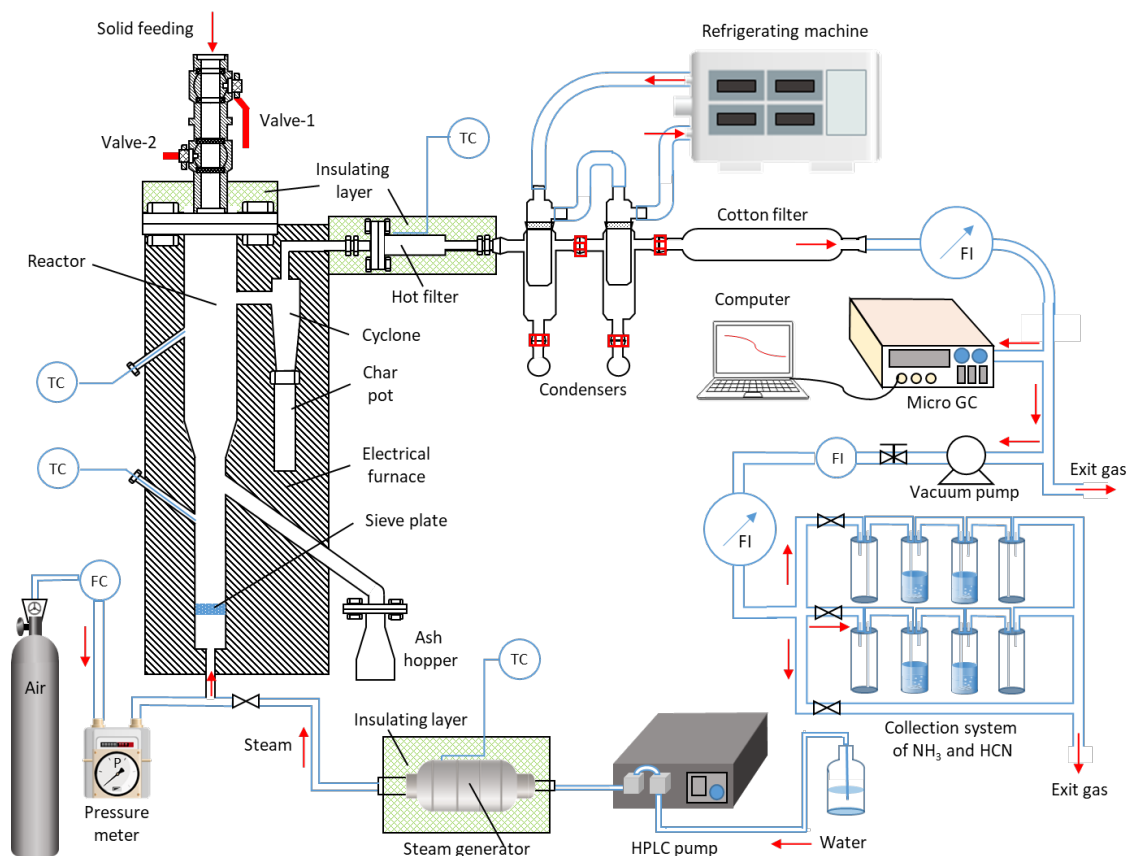 Solid feeding
Refrigerating machine
Valve-1
Valve-2
TC
Insulating
layer
Cotton filter
Reactor
Hot filter
FI
Computer
Cyclone
TC
Char
pot
Condensers
Micro GC
TC
Electrical
furnace
FI
Vacuum pump
Exit gas
Sieve plate
FI
FC
Air
Ash
hopper
TC
Insulating layer
Steam
Collection system
of NH₃ and HCN
P
Exit gas
Pressure
meter
Steam generator
HPLC pump
Water